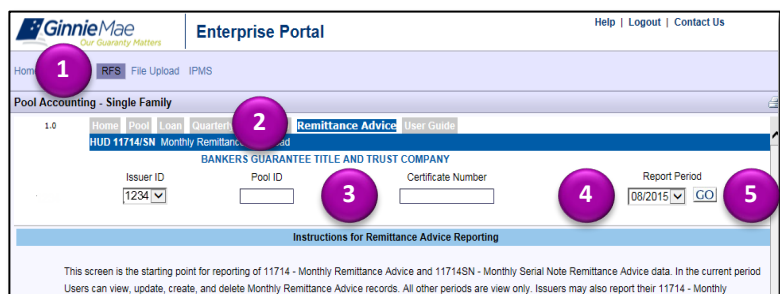 GinnieMae
Our Guaranty Matters
Enterprise Portal
Help | Logout | Contact Us
1
RFS File Upload IPMS
Pool Accounting - Single Family
1.0
Home Pool Loan Quarterly 2 Remittance Advice User Guide
HUD 11714/SN Monthly Remittance
BANKERS GUARANTEE TITLE AND TRUST COMPANY
Issuer ID Pool ID Certificate Number Report Period
1234 3 4 08/2015 GO 5
Instructions for Remittance Advice Reporting
This screen is the starting point for reporting of 11714 - Monthly Remittance Advice and 11714SN - Monthly Serial Note Remittance Advice data. In the current period
Users can view, update, create, and delete Monthly Remittance Advice records. All other periods are view only. Issuers may also report their 11714 - Monthly